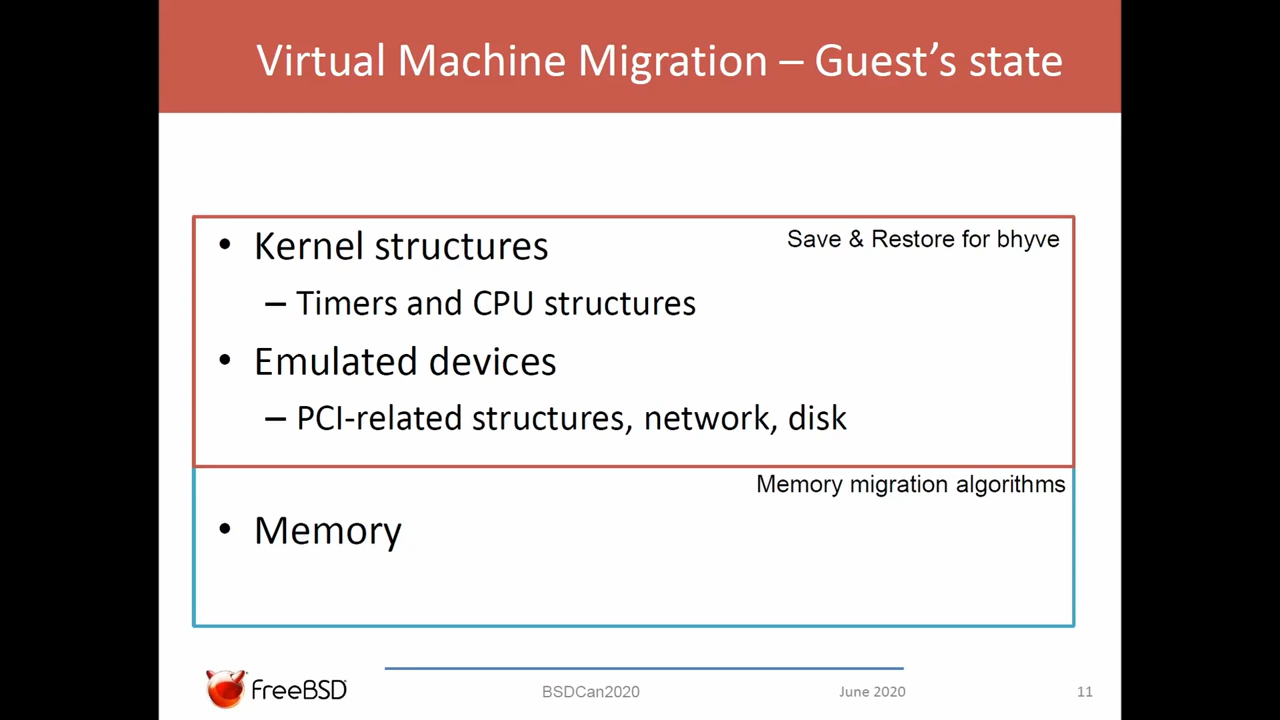 Virtual Machine Migration – Guest’s state
Save & Restore for bhyve
• Kernel structures
– Timers and CPU structures
• Emulated devices
– PCI-related structures, network, disk
Memory migration algorithms
• Memory
FreeBSD
BSDCan2020
June 2020
11